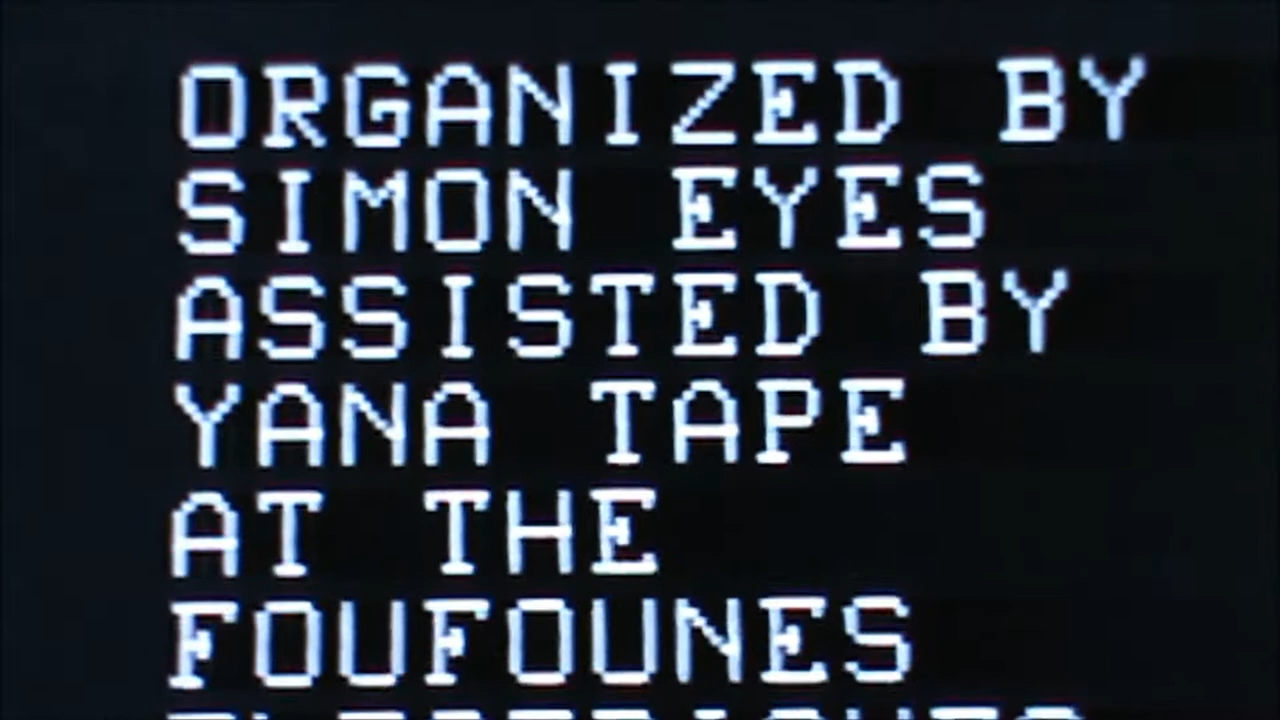 ORGANIZED BY
SIMON EYES
ASSISTED BY
YANA TAPE
AT THE
FOUFOUNES